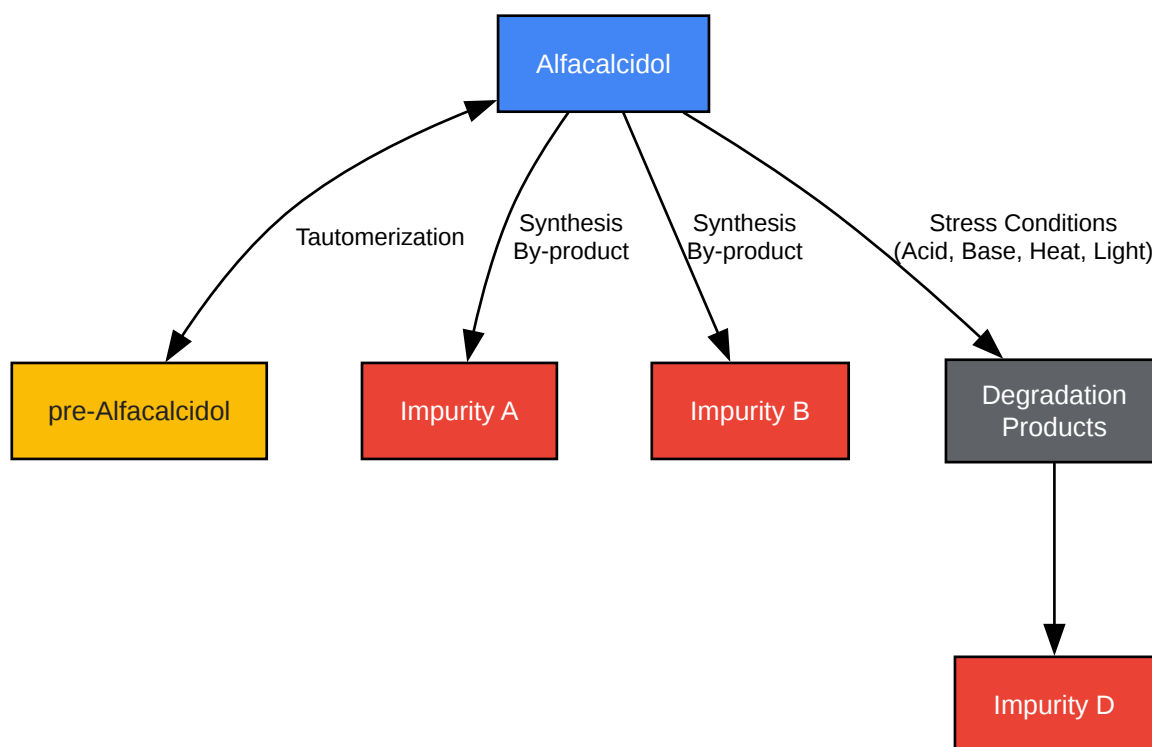 Alfacalcidol
Tautomerization
Synthesis
By-product
Synthesis
By-product
Stress Conditions
(Acid, Base, Heat, Light)
pre-Alfacalcidol
Impurity A
Impurity B
Degradation
Products
Impurity D